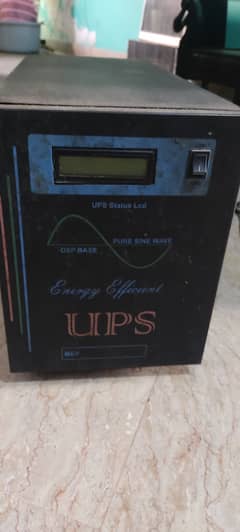 UPS Status Lcd
PURE SINE WAVE
DSP BASE
Energy Efficient
UPS